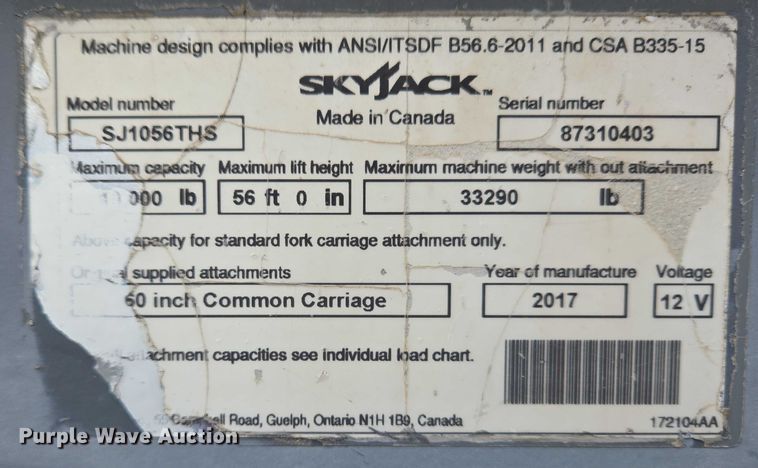 Machine design complies with ANSI/ITSDF B56.6-2011 and CSA B335-15
SKYJACK™
Made in Canada
Model number Serial number
SJ1056THS 87310403
Maximum capacity Maximum lift height Maximum machine weight with out attachment
000 lb 56 ft 0 in 33290 lb
Above capacity for standard fork carriage attachment only.
supplied attachments Year of manufacture Voltage
60 inch Common Carriage 2017 12 V
attachment capacities see individual load chart.
Road, Guelph, Ontario N1H 1B9, Canada 172104AA
Purple Wave Auction